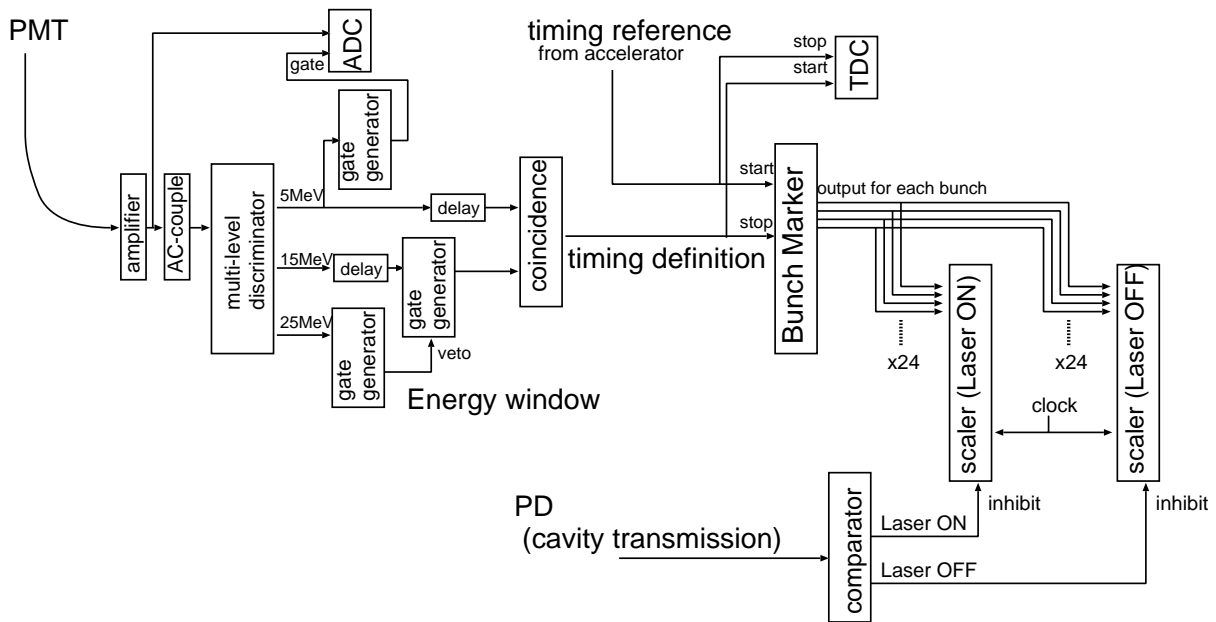 PMT
amplifier
AC-couple
multi-level
discriminator
gate
ADC
gate
generator
5MeV
delay
15MeV
delay
gate
generator
25MeV
gate
generator
veto
Energy window
coincidence
timing reference
from accelerator
stop
start
TDC
start
stop
timing definition
Bunch Marker
output for each bunch
x24
x24
scaler (Laser ON)
scaler (Laser OFF)
clock
inhibit
inhibit
PD
(cavity transmission)
comparator
Laser ON
Laser OFF